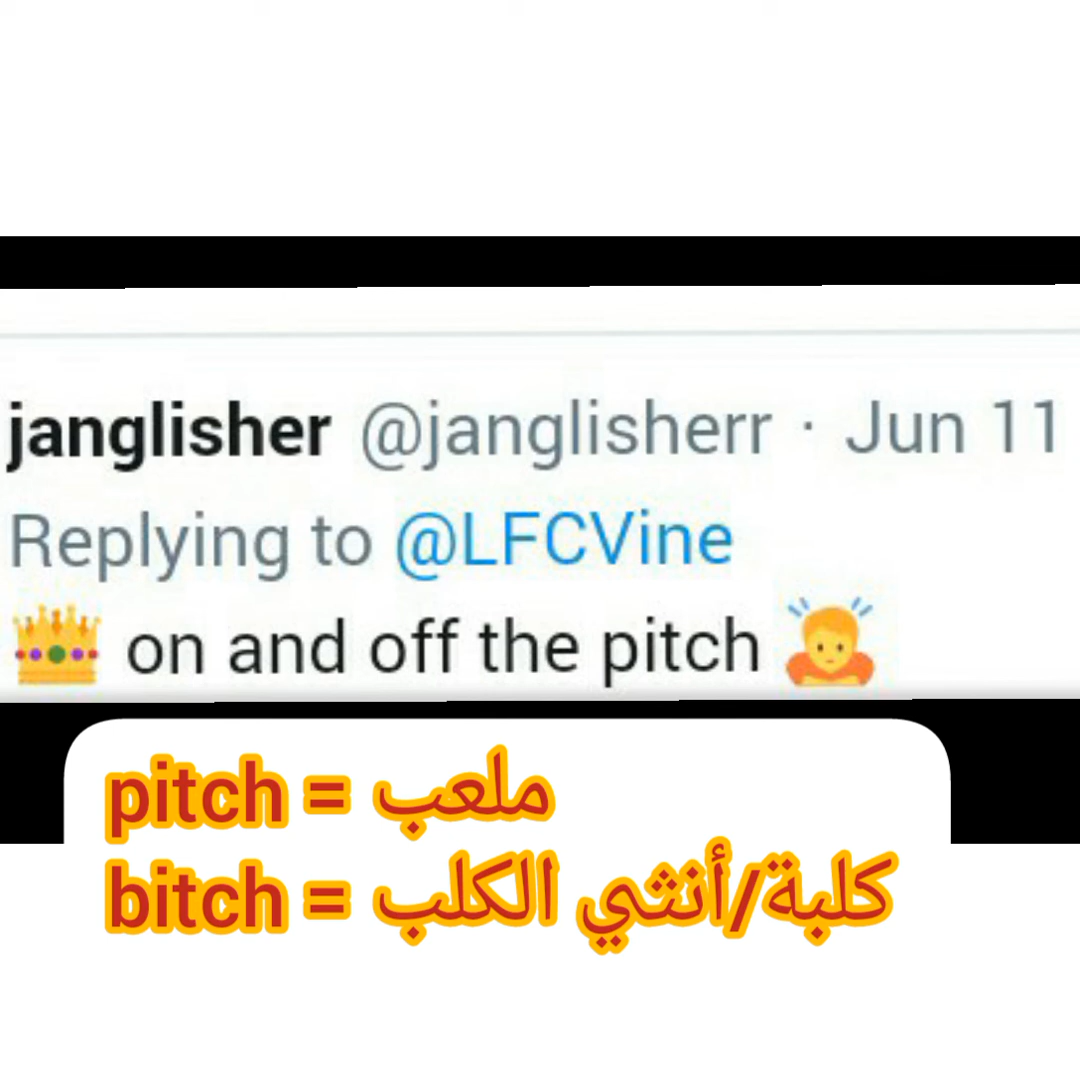 janglisher @janglisherr · Jun 11
Replying to @LFCVine
👑 on and off the pitch 🙇
pitch = ملعب
bitch = كلبة/أنثي الكلب